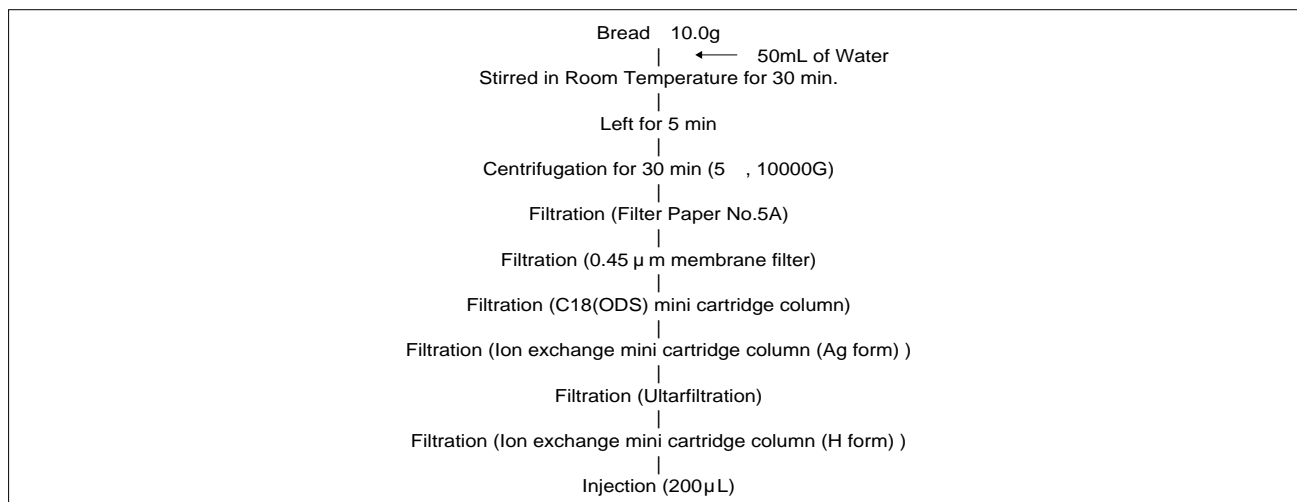 Bread 10.0g
50mL of Water
Stirred in Room Temperature for 30 min.
Left for 5 min
Centrifugation for 30 min (5 , 10000G)
Filtration (Filter Paper No.5A)
Filtration (0.45 μ m membrane filter)
Filtration (C18(ODS) mini cartridge column)
Filtration (Ion exchange mini cartridge column (Ag form) )
Filtration (Ultarfiltration)
Filtration (Ion exchange mini cartridge column (H form) )
Injection (200μL)